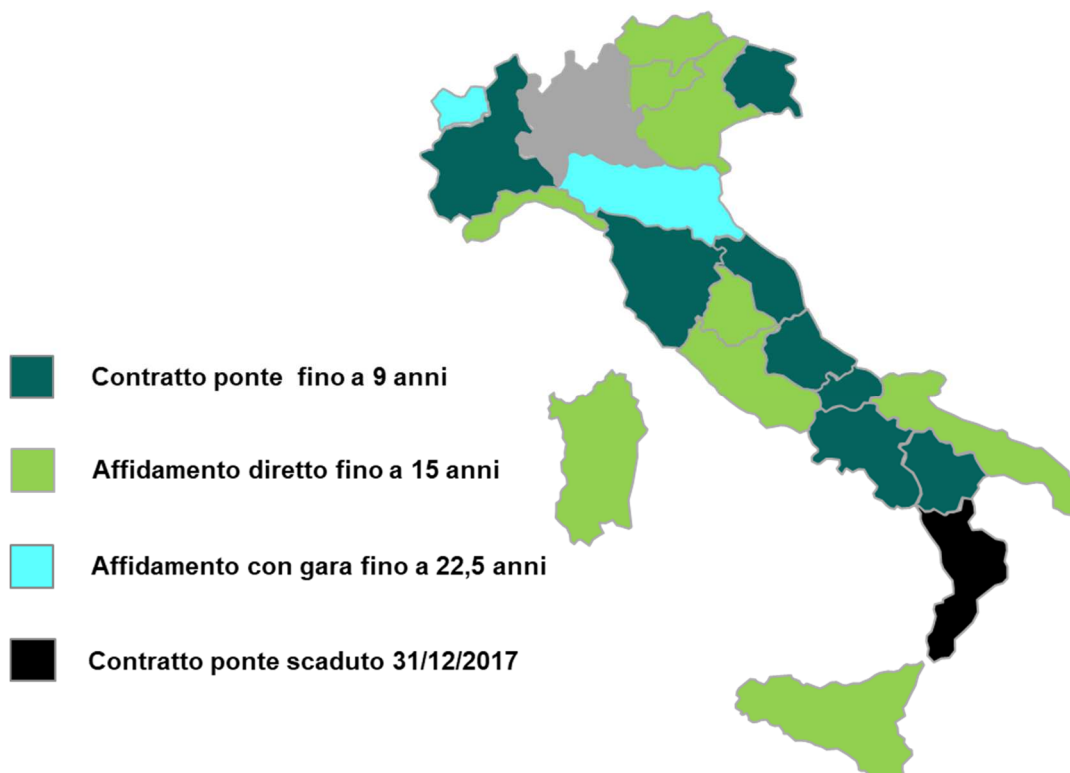 Contratto ponte fino a 9 anni
Affidamento diretto fino a 15 anni
Affidamento con gara fino a 22,5 anni
Contratto ponte scaduto 31/12/2017